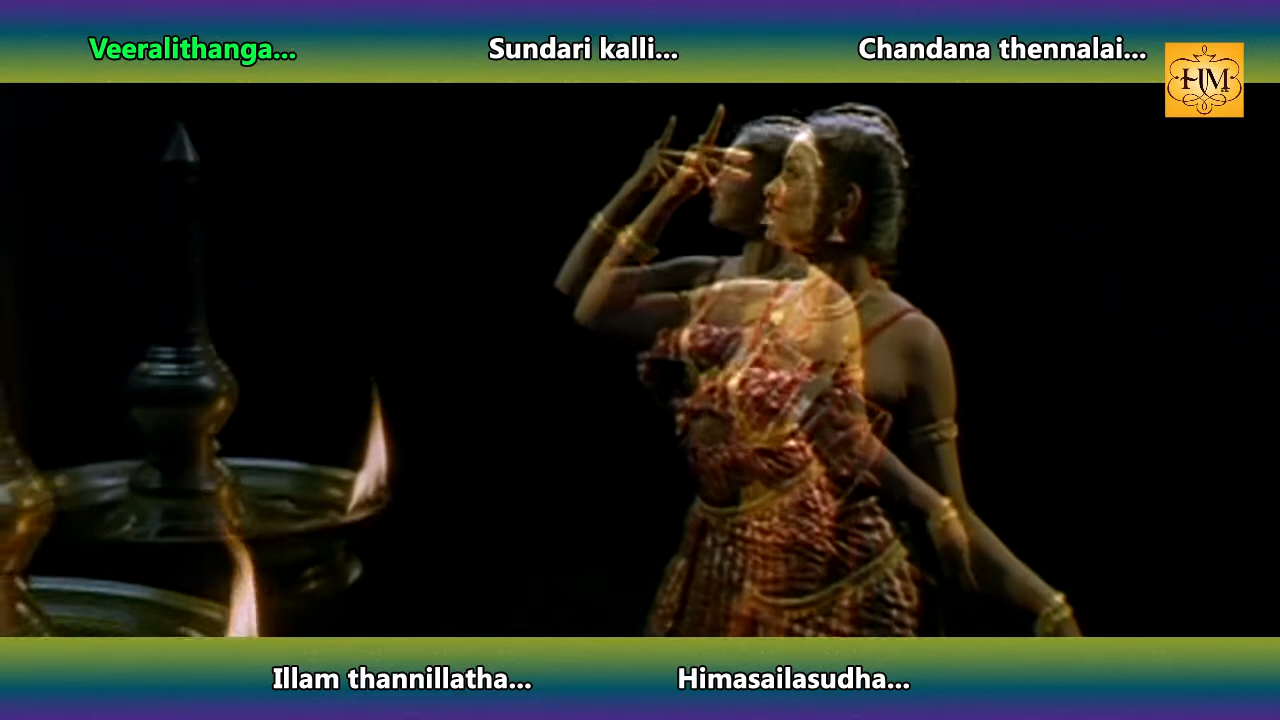 Veeralithanga...
Sundari kalli...
Chandana thennalai...
HM
Illam thannillatha...
Himasailasudha...